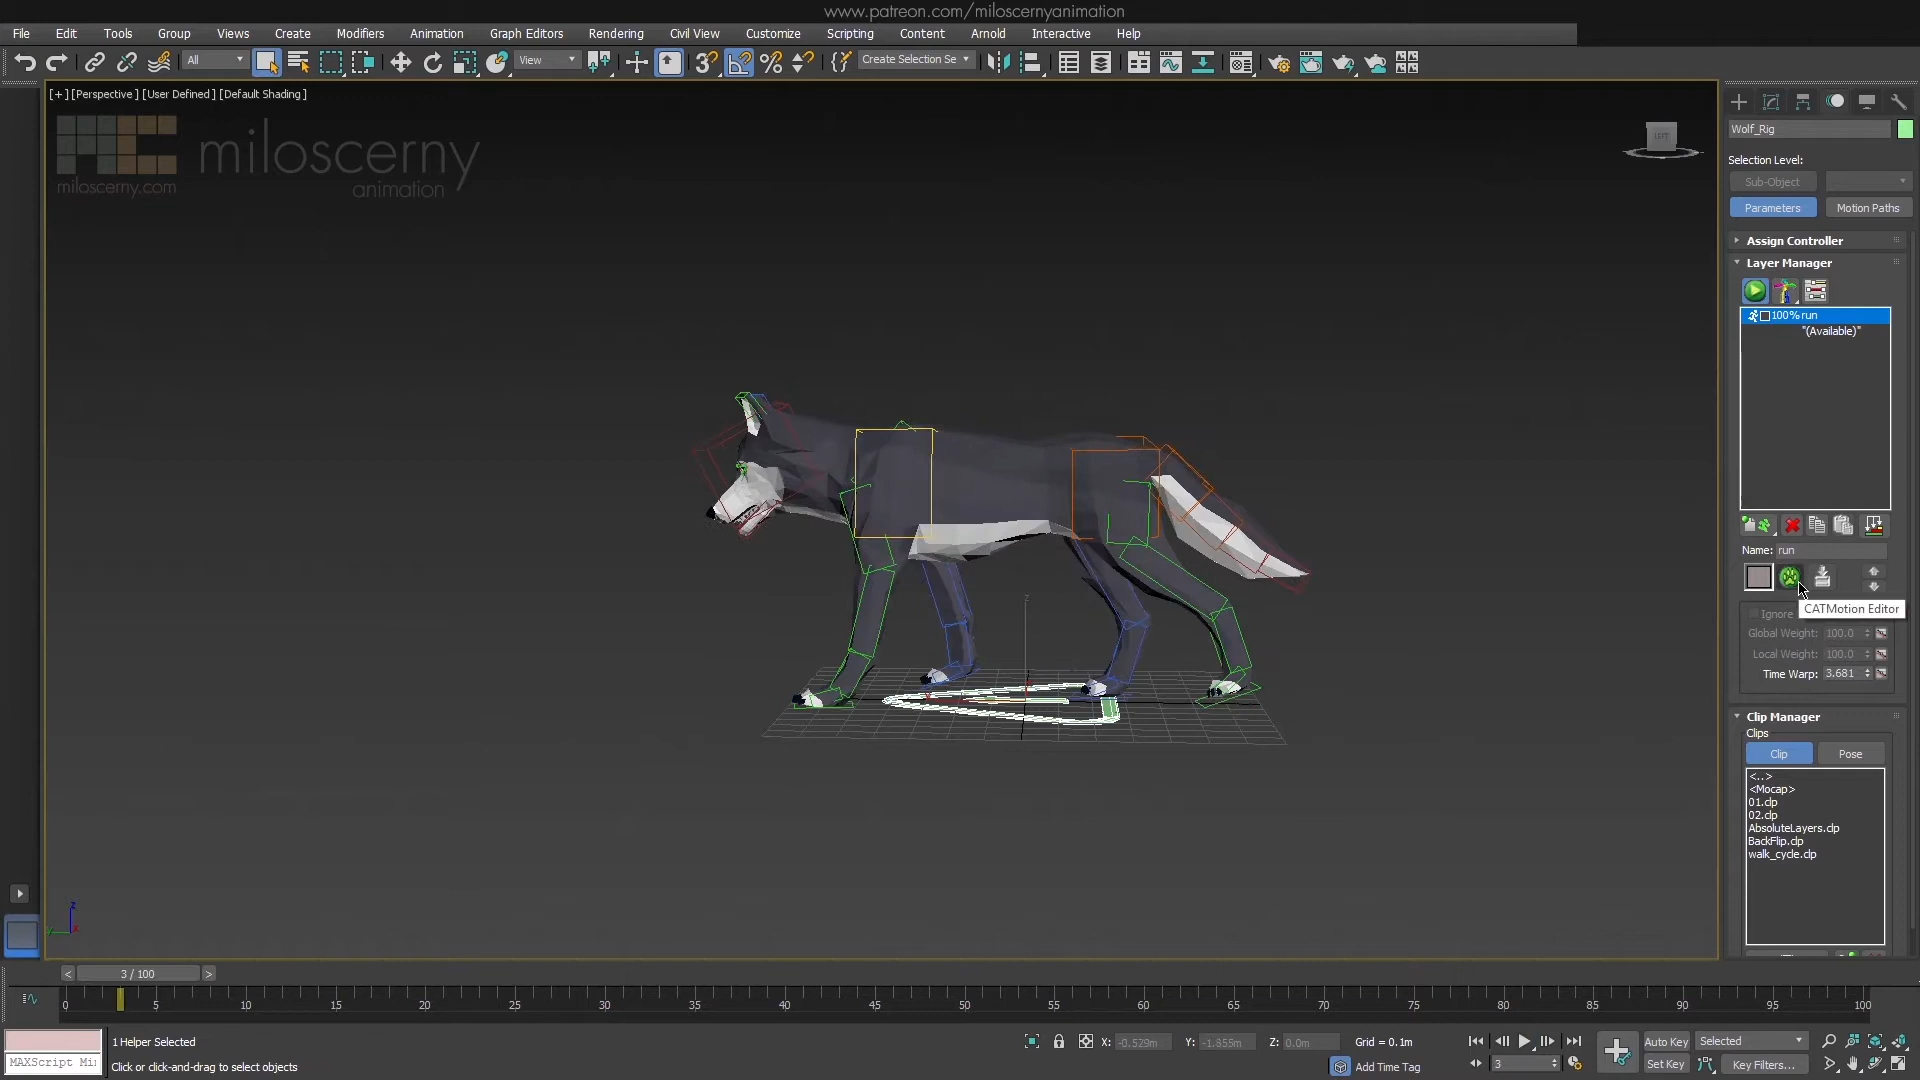 www.patreon.com/miloscernyanimation
File Edit Tools Group Views Create Modifiers Animation Graph Editors Rendering Civil View Customize Scripting Content Arnold Interactive Help
All View Create Selection Se
[+] [Perspective ] [User Defined ] [Default Shading ]
miloscerny
animation
miloscerny.com
LEFT
Wolf_Rig
Selection Level:
Sub-Object
Parameters Motion Paths
Assign Controller
Layer Manager
100% run
"(Available)"
Name: run
CATMotion Editor
Ignore
Global Weight: 100.0
Local Weight: 100.0
Time Warp: 3.681
Clip Manager
Clips
Clip Pose
<..>
<Mocap>
01.clp
02.clp
AbsoluteLayers.clp
BackFlip.clp
walk_cycle.clp
z
z
< 3 / 100 >
0 5 10 15 20 25 30 35 40 45 50 55 60 65 70 75 80 85 90 95 100
1 Helper Selected
X: -0.529m Y: -1.855m Z: 0.0m Grid = 0.1m
Auto Key Selected
MAXScript Mi
Click or click-and-drag to select objects
Add Time Tag
3
Set Key Key Filters...